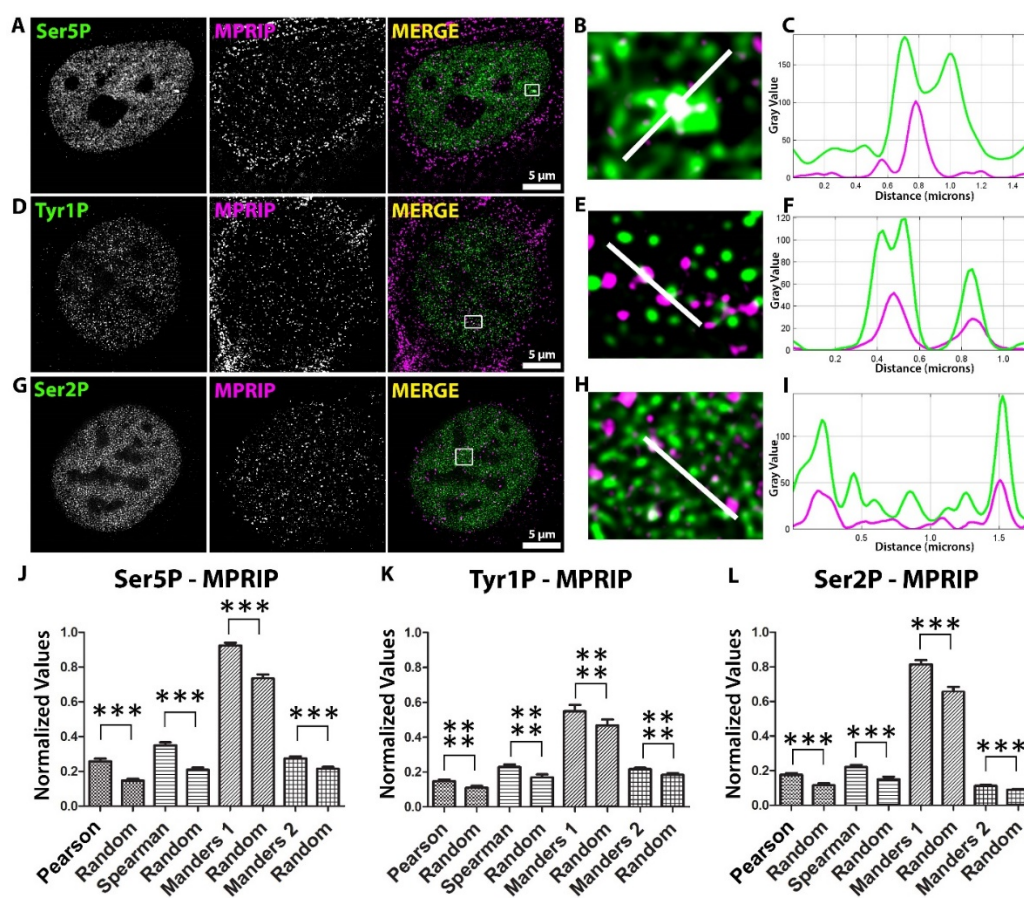 A Ser5P MPRIP MERGE 5 µm B C
Gray Value
150
100
50
0
0.2 0.4 0.6 0.8 1.0 1.2 1.4
Distance (microns)
D Tyr1P MPRIP MERGE 5 µm E F
Gray Value
120
100
80
60
40
20
0
0.2 0.4 0.6 0.8 1.0
Distance (microns)
G Ser2P MPRIP MERGE 5 µm H I
Gray Value
100
50
0
0.5 1.0 1.5
Distance (microns)
J Ser5P - MPRIP
Normalized Values
1.0
0.8
0.6
0.4
0.2
0.0
*** *** *** ***
Pearson Random Spearman Random Manders 1 Random Manders 2 Random
K Tyr1P - MPRIP
Normalized Values
1.0
0.8
0.6
0.4
0.2
0.0
** ** ** **
** ** ** **
Pearson Random Spearman Random Manders 1 Random Manders 2 Random
L Ser2P - MPRIP
Normalized Values
1.0
0.8
0.6
0.4
0.2
0.0
*** *** *** ***
Pearson Random Spearman Random Manders 1 Random Manders 2 Random